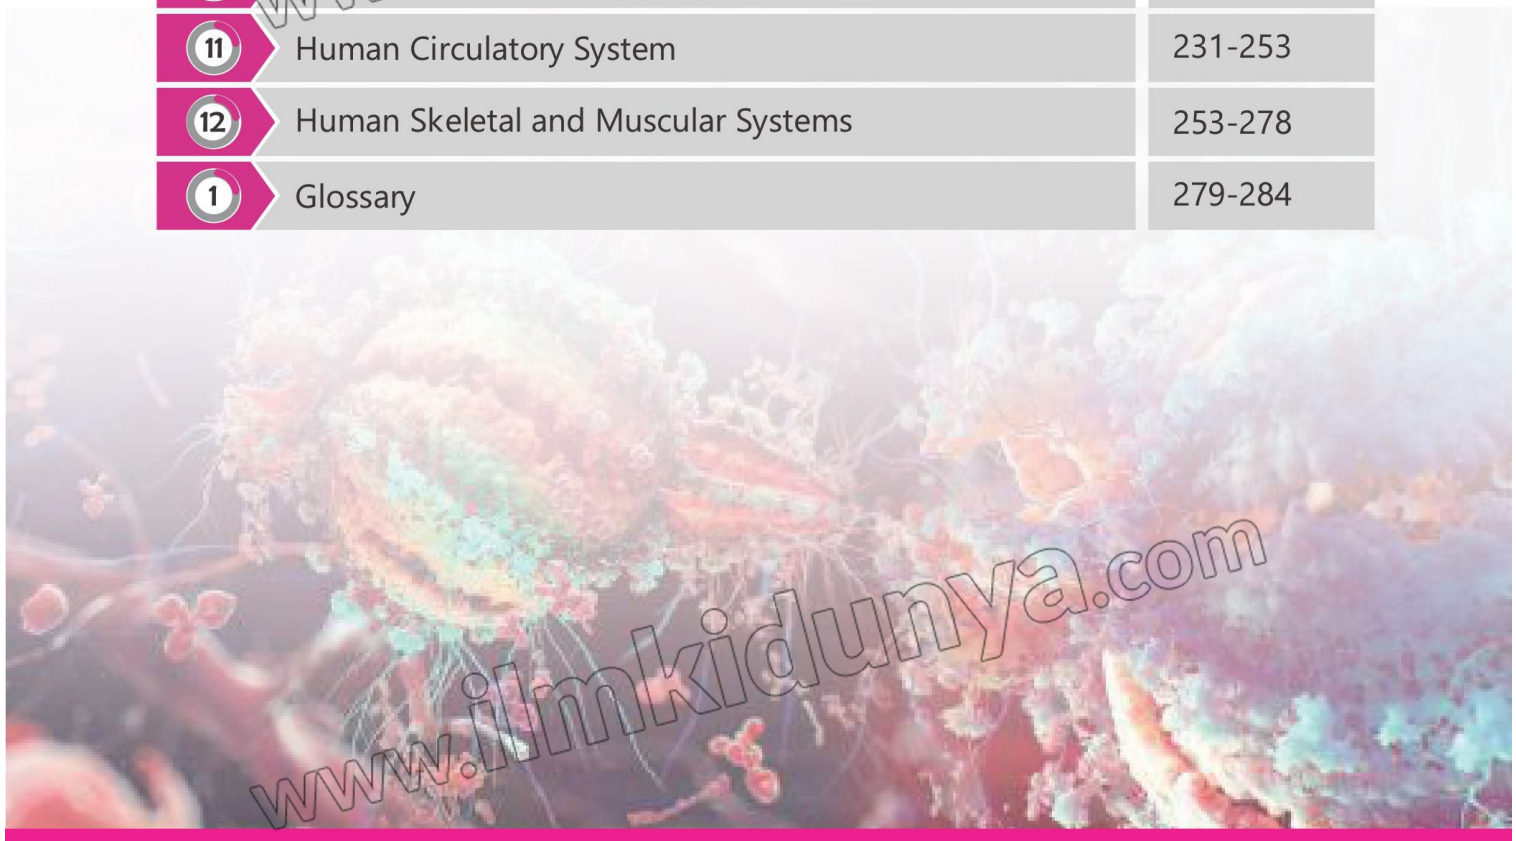 11 Human Circulatory System 231-253
12 Human Skeletal and Muscular Systems 253-278
1 Glossary 279-284
www.ilmkidunya.com